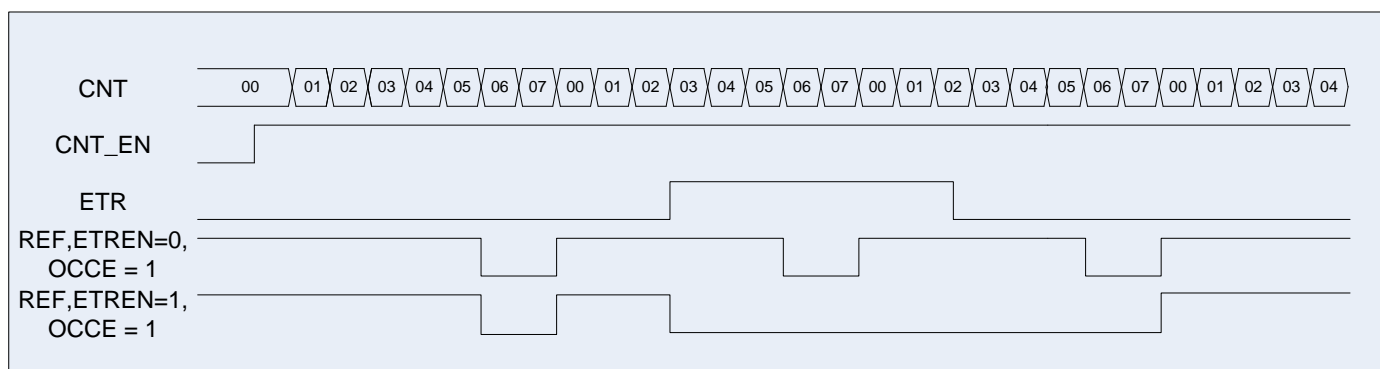 CNT 00 01 02 03 04 05 06 07 00 01 02 03 04 05 06 07 00 01 02 03 04 05 06 07 00 01 02 03 04
CNT_EN
ETR
REF,ETREN=0,
OCCE = 1
REF,ETREN=1,
OCCE = 1